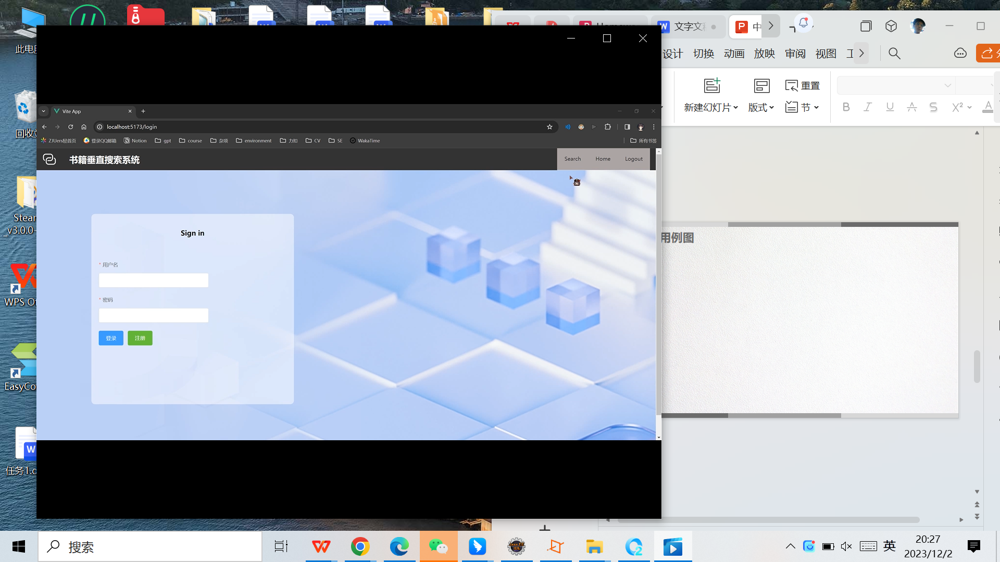 此电
回收
Stear
_v3.0.0-
WPS O
EasyCo
任务1.
Vite App
localhost:5173/login
ZJUers轻首页
登录QQ邮箱
Notion
gpt
course
杂项
environment
力扣
CV
SE
WakaTime
所有书签
书籍垂直搜索系统
Search
Home
Logout
Sign in
* 用户名
* 密码
登录
注册
文字文
中
设计
切换
动画
放映
审阅
视图
重置
新建幻灯片
版式
节
B I U A S X² A
用例图
搜索
英
20:27
2023/12/2